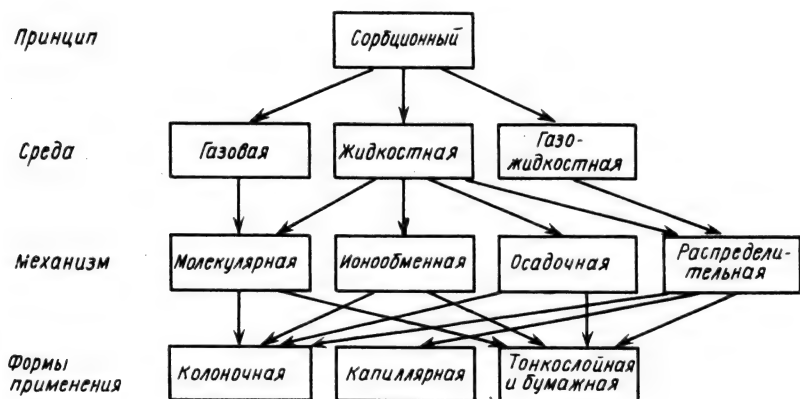 Принцип
Сорбционный
Среда
Газовая
Жидкостная
Газо-
жидкостная
Механизм
Молекулярная
Ионообменная
Осадочная
Распредели-
тельная
Формы
применения
Колоночная
Капиллярная
Тонкослойная
и бумажная